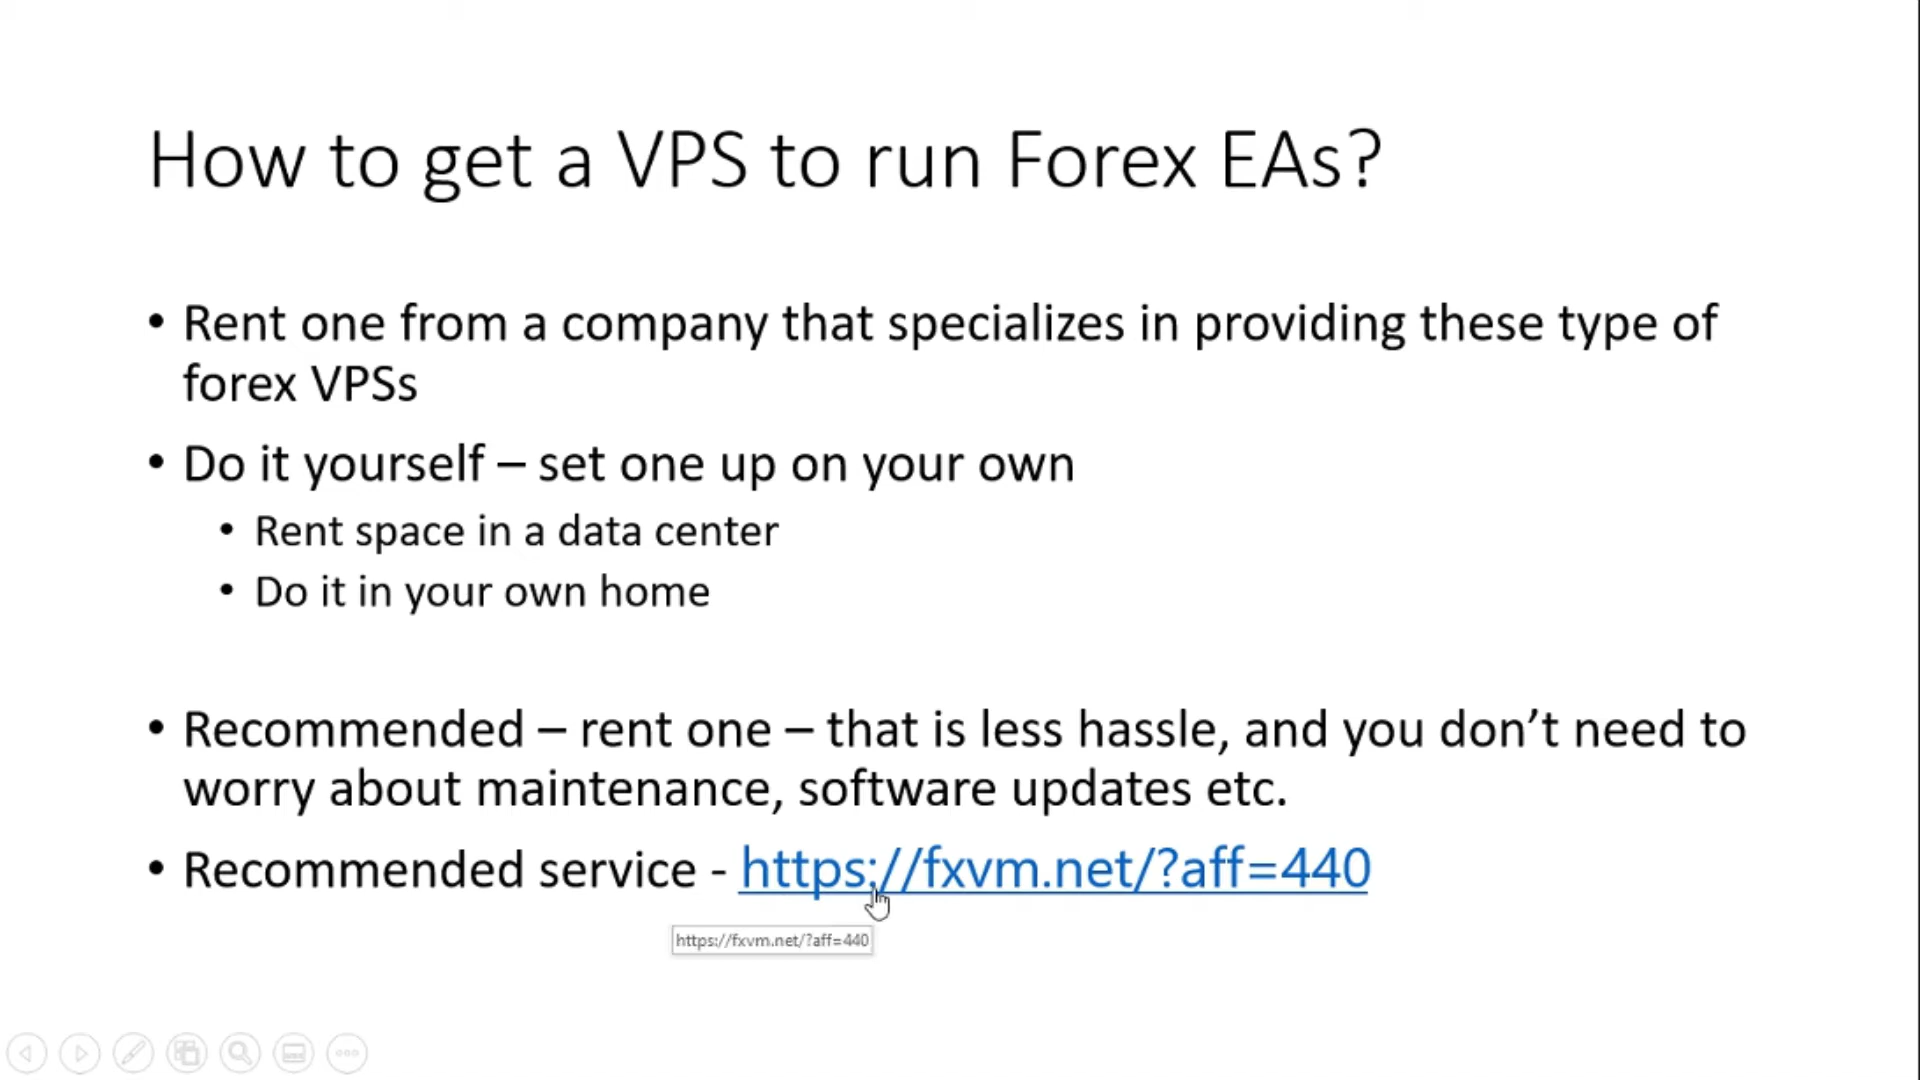 How to get a VPS to run Forex EAs?
• Rent one from a company that specializes in providing these type of
forex VPSs
• Do it yourself – set one up on your own
• Rent space in a data center
• Do it in your own home
• Recommended – rent one – that is less hassle, and you don’t need to
worry about maintenance, software updates etc.
• Recommended service - https://fxvm.net/?aff=440
https://fxvm.net/?aff=440